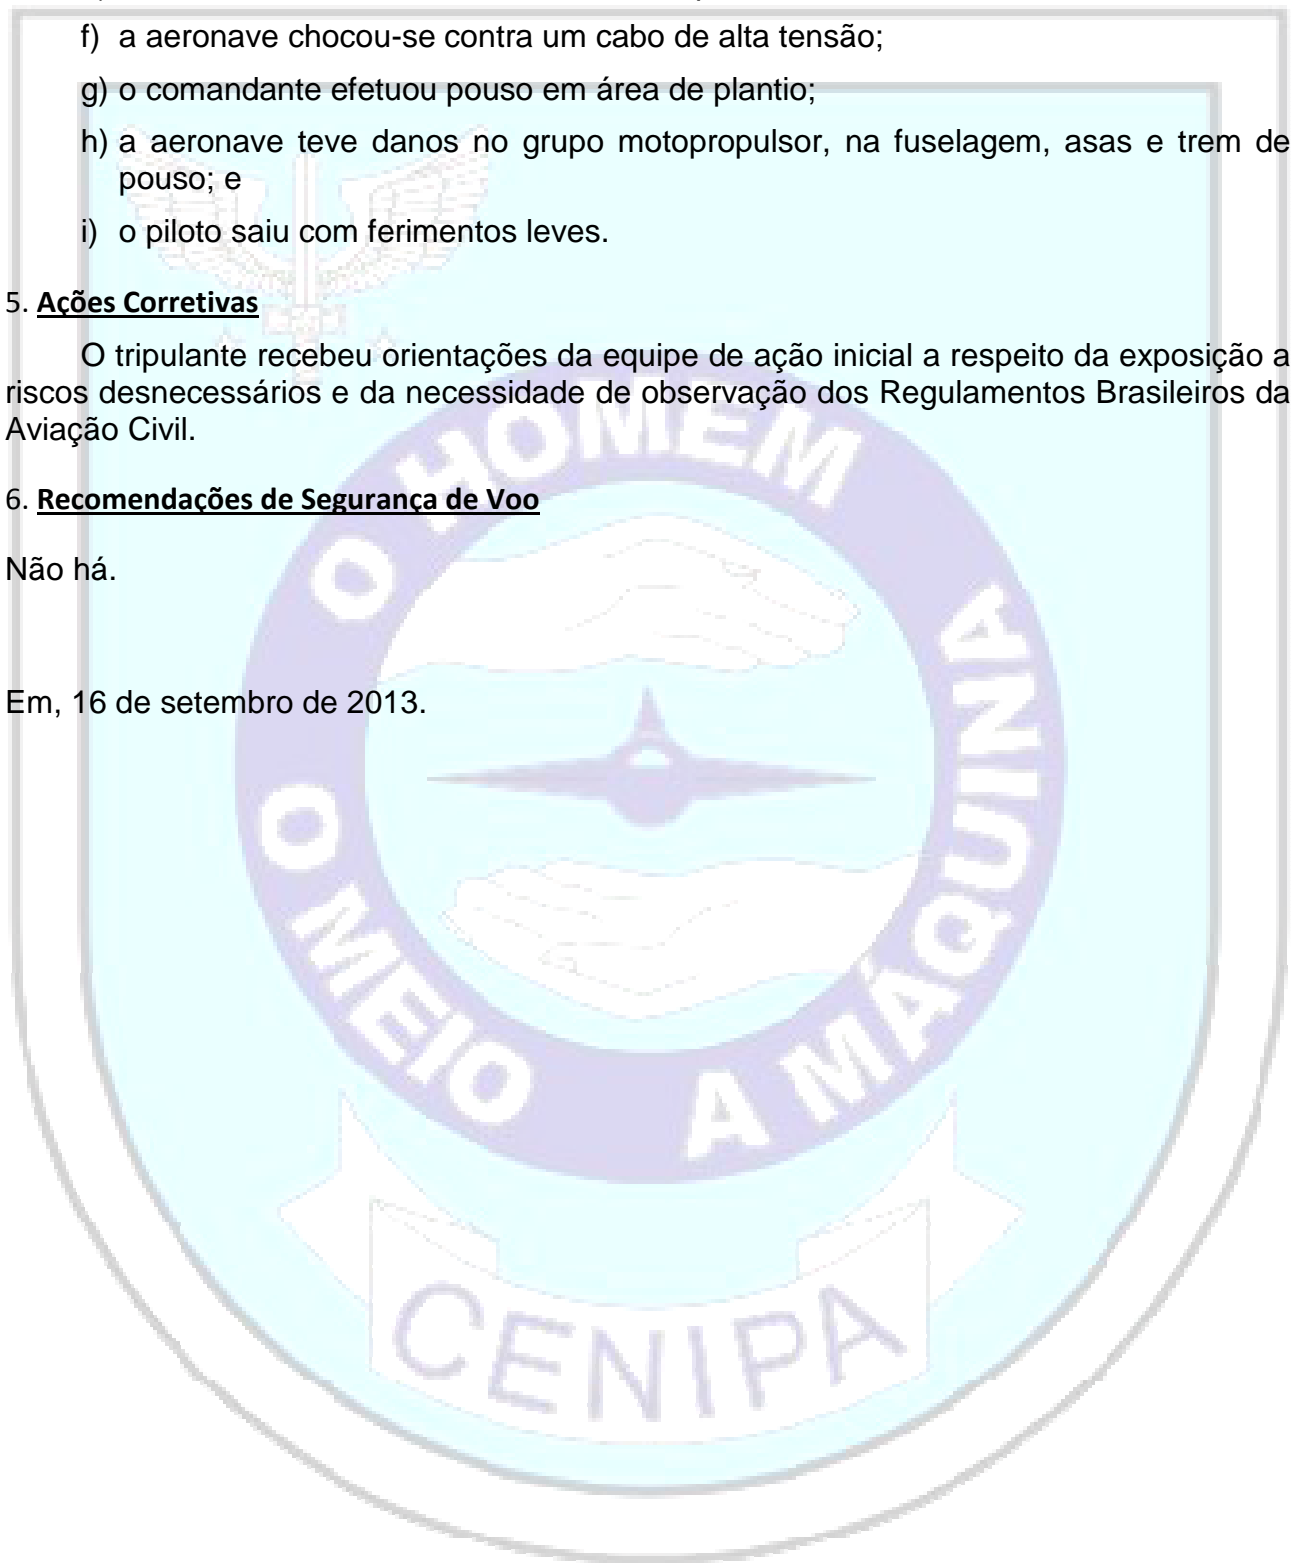 f) a aeronave chocou-se contra um cabo de alta tensão;
g) o comandante efetuou pouso em área de plantio;
h) a aeronave teve danos no grupo motopropulsor, na fuselagem, asas e trem de
pouso; e
i) o piloto saiu com ferimentos leves.
5. Ações Corretivas
O tripulante recebeu orientações da equipe de ação inicial a respeito da exposição a
riscos desnecessários e da necessidade de observação dos Regulamentos Brasileiros da
Aviação Civil.
6. Recomendações de Segurança de Voo
Não há.
Em, 16 de setembro de 2013.
O HOMEM
O MEIO
A MÁQUINA
CENIPA